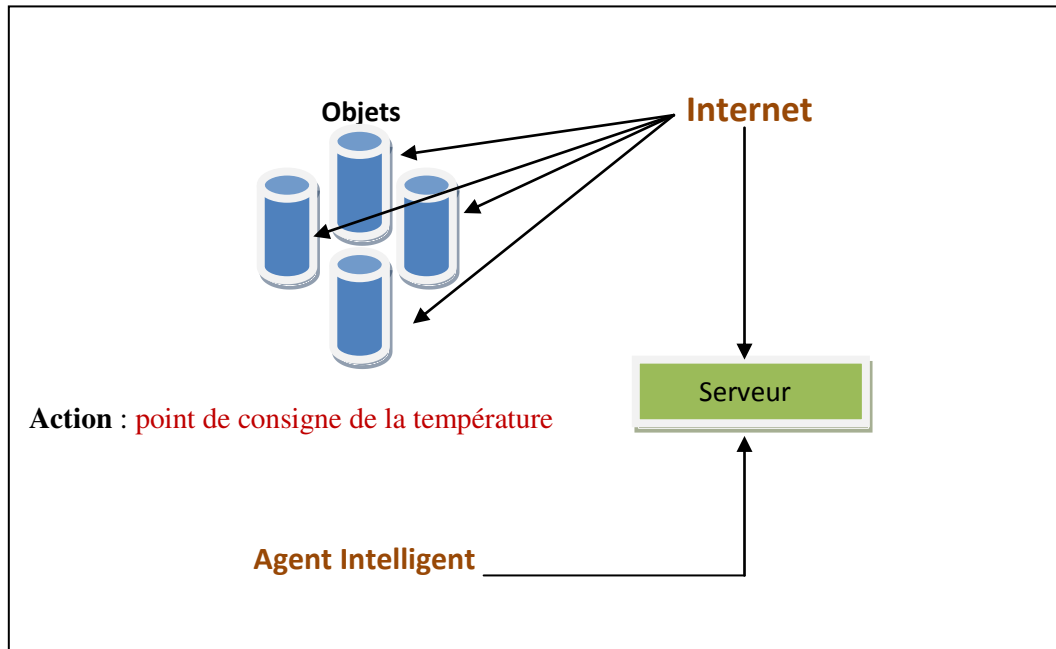 Objets
Internet
Serveur
Action : point de consigne de la température
Agent Intelligent